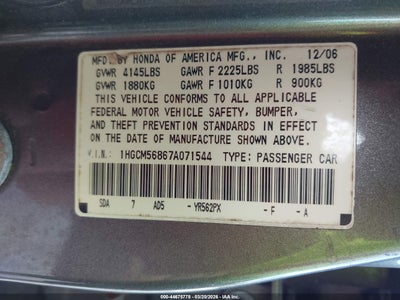 MFD. BY HONDA OF AMERICA MFG., INC. 12/06
GVWR 4145LBS GAWR F 2225LBS R 1985LBS
GVWR 1880KG GAWR F 1010KG R 900KG
THIS VEHICLE CONFORMS TO ALL APPLICABLE
FEDERAL MOTOR VEHICLE SAFETY, BUMPER,
AND THEFT PREVENTION STANDARDS IN EFFECT
ON THE DATE OF MANUFACTURE SHOWN ABOVE.
V.I.N.: 1HGCM56867A071544 TYPE: PASSENGER CAR
SDA 7 AD5 - YR562PX - F - A
000-44675778 - 03/20/2026 - IAA Inc.